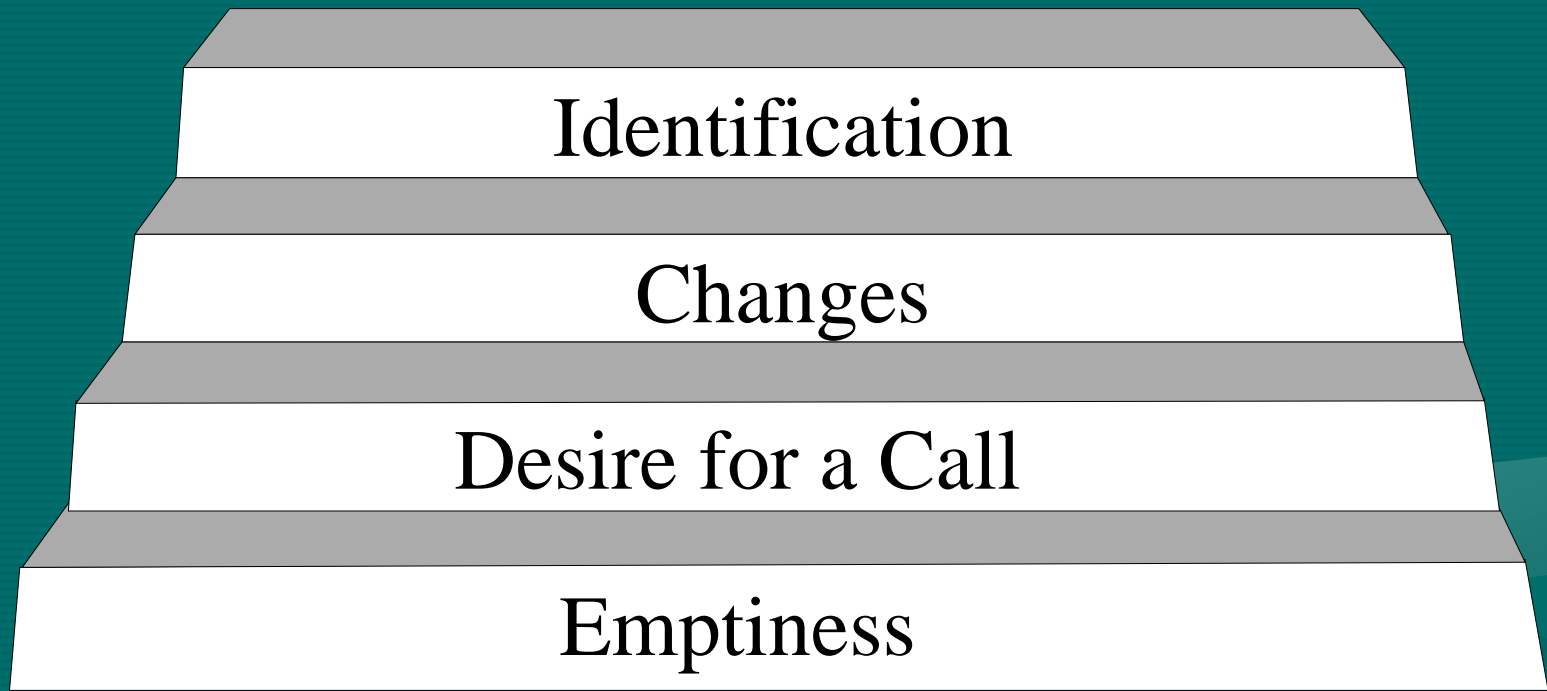 Identification
Changes
Desire for a Call
Emptiness